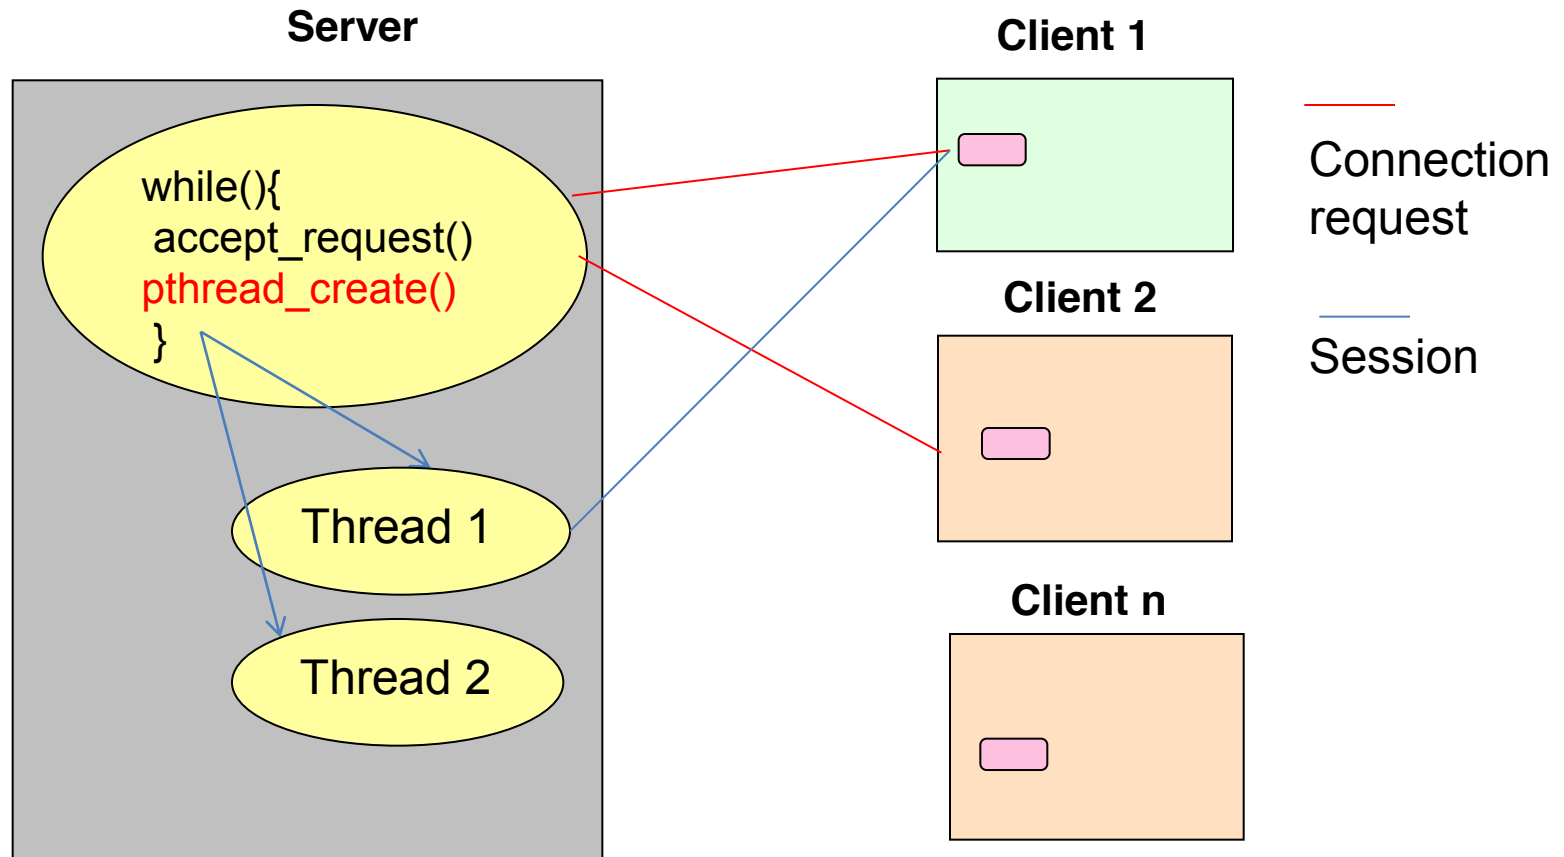 Server
while(){
accept_request()
pthread_create()
}
Thread 1
Thread 2
Client 1
Client 2
Client n
Connection
request
Session